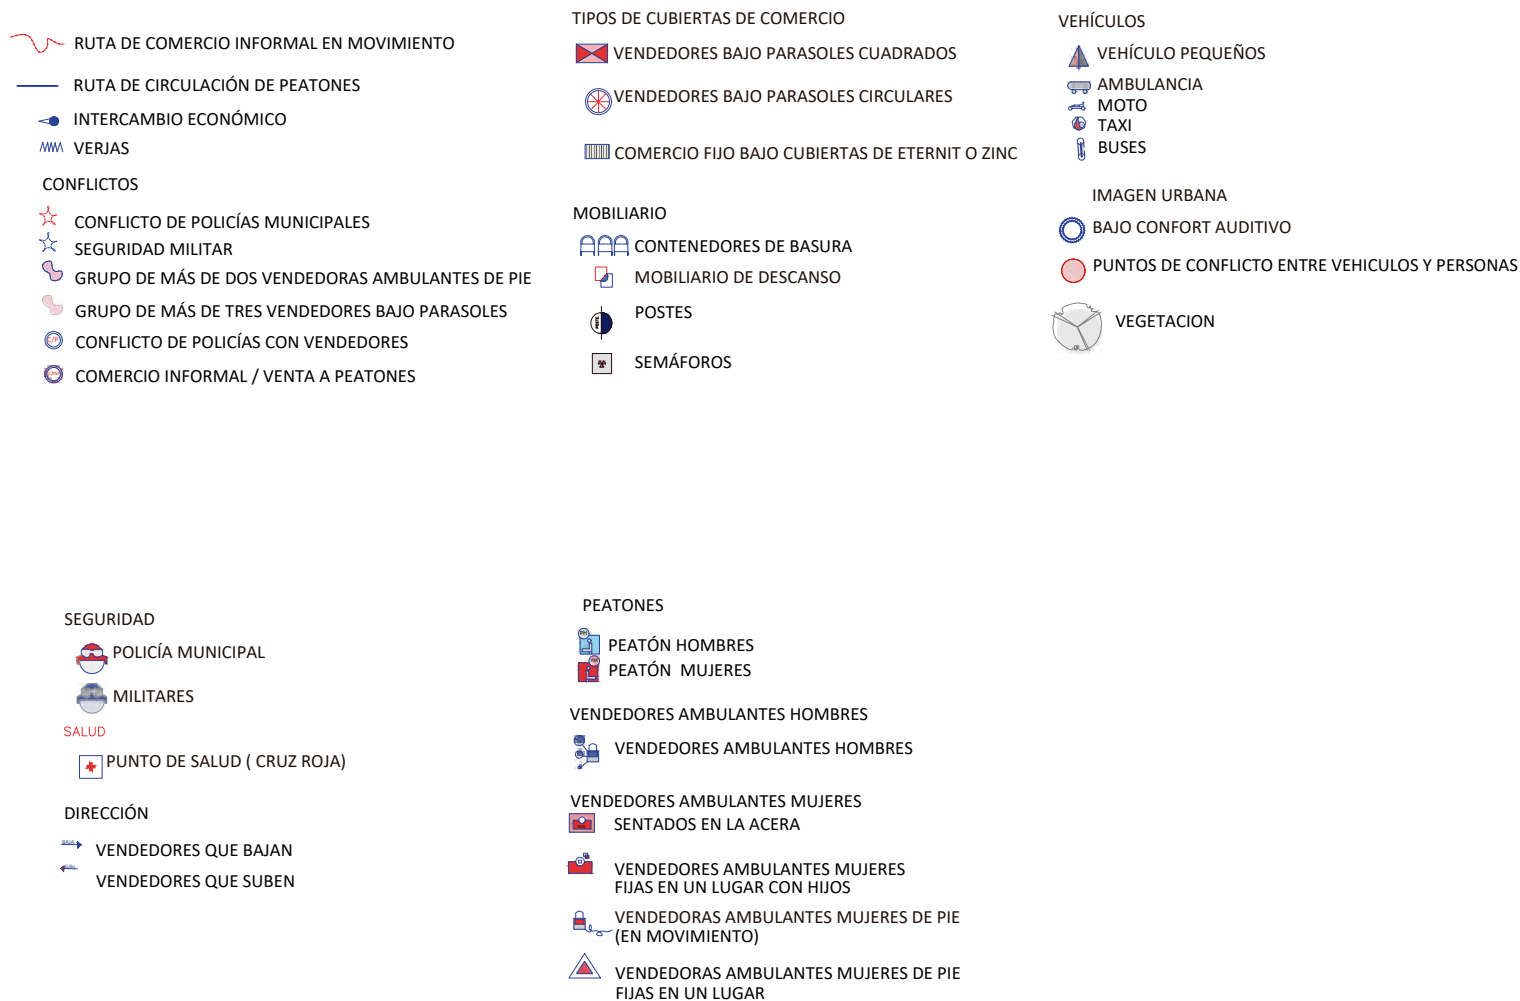 RUTA DE COMERCIO INFORMAL EN MOVIMIENTO
RUTA DE CIRCULACIÓN DE PEATONES
INTERCAMBIO ECONÓMICO
VERJAS
CONFLICTOS
CONFLICTO DE POLICÍAS MUNICIPALES
SEGURIDAD MILITAR
GRUPO DE MÁS DE DOS VENDEDORAS AMBULANTES DE PIE
GRUPO DE MÁS DE TRES VENDEDORES BAJO PARASOLES
C/P CONFLICTO DE POLICÍAS CON VENDEDORES
COMERCIO INFORMAL / VENTA A PEATONES
TIPOS DE CUBIERTAS DE COMERCIO
VENDEDORES BAJO PARASOLES CUADRADOS
VENDEDORES BAJO PARASOLES CIRCULARES
COMERCIO FIJO BAJO CUBIERTAS DE ETERNIT O ZINC
MOBILIARIO
CONTENEDORES DE BASURA
MOBILIARIO DE DESCANSO
POSTES
SEMÁFOROS
VEHÍCULOS
VEHÍCULO PEQUEÑOS
AMBULANCIA
MOTO
TAXI
BUSES
IMAGEN URBANA
BAJO CONFORT AUDITIVO
PUNTOS DE CONFLICTO ENTRE VEHICULOS Y PERSONAS
VEGETACION
SEGURIDAD
POLICÍA MUNICIPAL
MILITARES
SALUD
PUNTO DE SALUD ( CRUZ ROJA)
DIRECCIÓN
BAJA VENDEDORES QUE BAJAN
VENDEDORES QUE SUBEN
PEATONES
PH PEATÓN HOMBRES
PM PEATÓN MUJERES
VENDEDORES AMBULANTES HOMBRES
VENDEDORES AMBULANTES HOMBRES
VENDEDORES AMBULANTES MUJERES
SENTADOS EN LA ACERA
VENDEDORES AMBULANTES MUJERES
FIJAS EN UN LUGAR CON HIJOS
VENDEDORAS AMBULANTES MUJERES DE PIE
(EN MOVIMIENTO)
VENDEDORAS AMBULANTES MUJERES DE PIE
FIJAS EN UN LUGAR